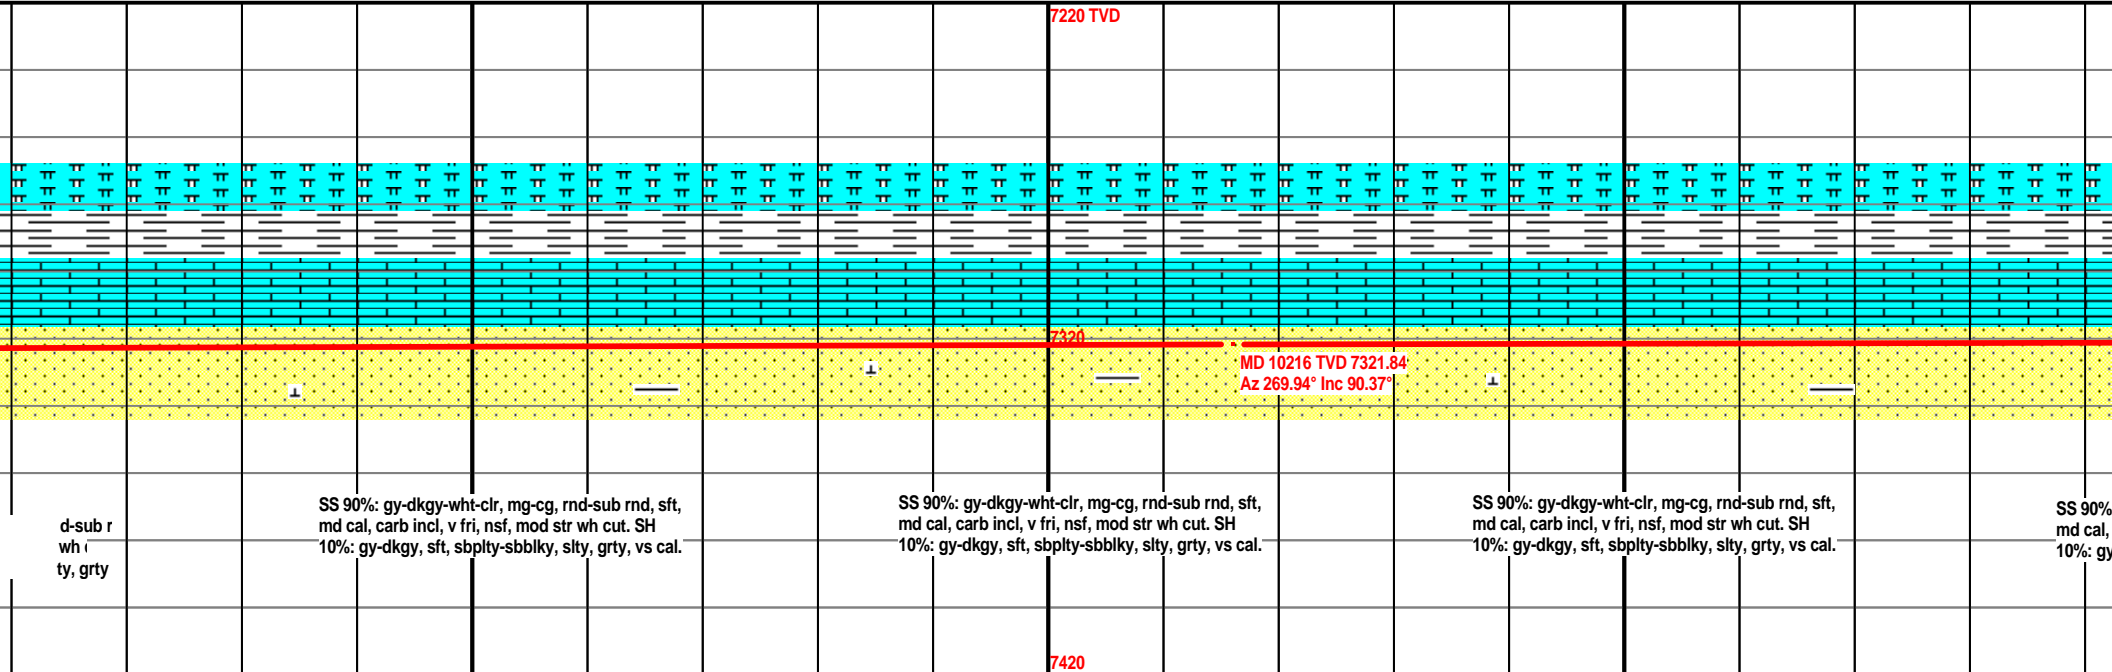 7220 TVD
7320
MD 10216 TVD 7321.84
Az 269.94° Inc 90.37°
d-sub r
wh
ty, grty
SS 90%: gy-dkgy-wht-clr, mg-cg, rnd-sub rnd, sft,
md cal, carb incl, v fri, nsf, mod str wh cut. SH
10%: gy-dkgy, sft, sbplty-sbblky, slty, grty, vs cal.
SS 90%: gy-dkgy-wht-clr, mg-cg, rnd-sub rnd, sft,
md cal, carb incl, v fri, nsf, mod str wh cut. SH
10%: gy-dkgy, sft, sbplty-sbblky, slty, grty, vs cal.
SS 90%: gy-dkgy-wht-clr, mg-cg, rnd-sub rnd, sft,
md cal, carb incl, v fri, nsf, mod str wh cut. SH
10%: gy-dkgy, sft, sbplty-sbblky, slty, grty, vs cal.
SS 90%
md cal,
10%: gy
7420